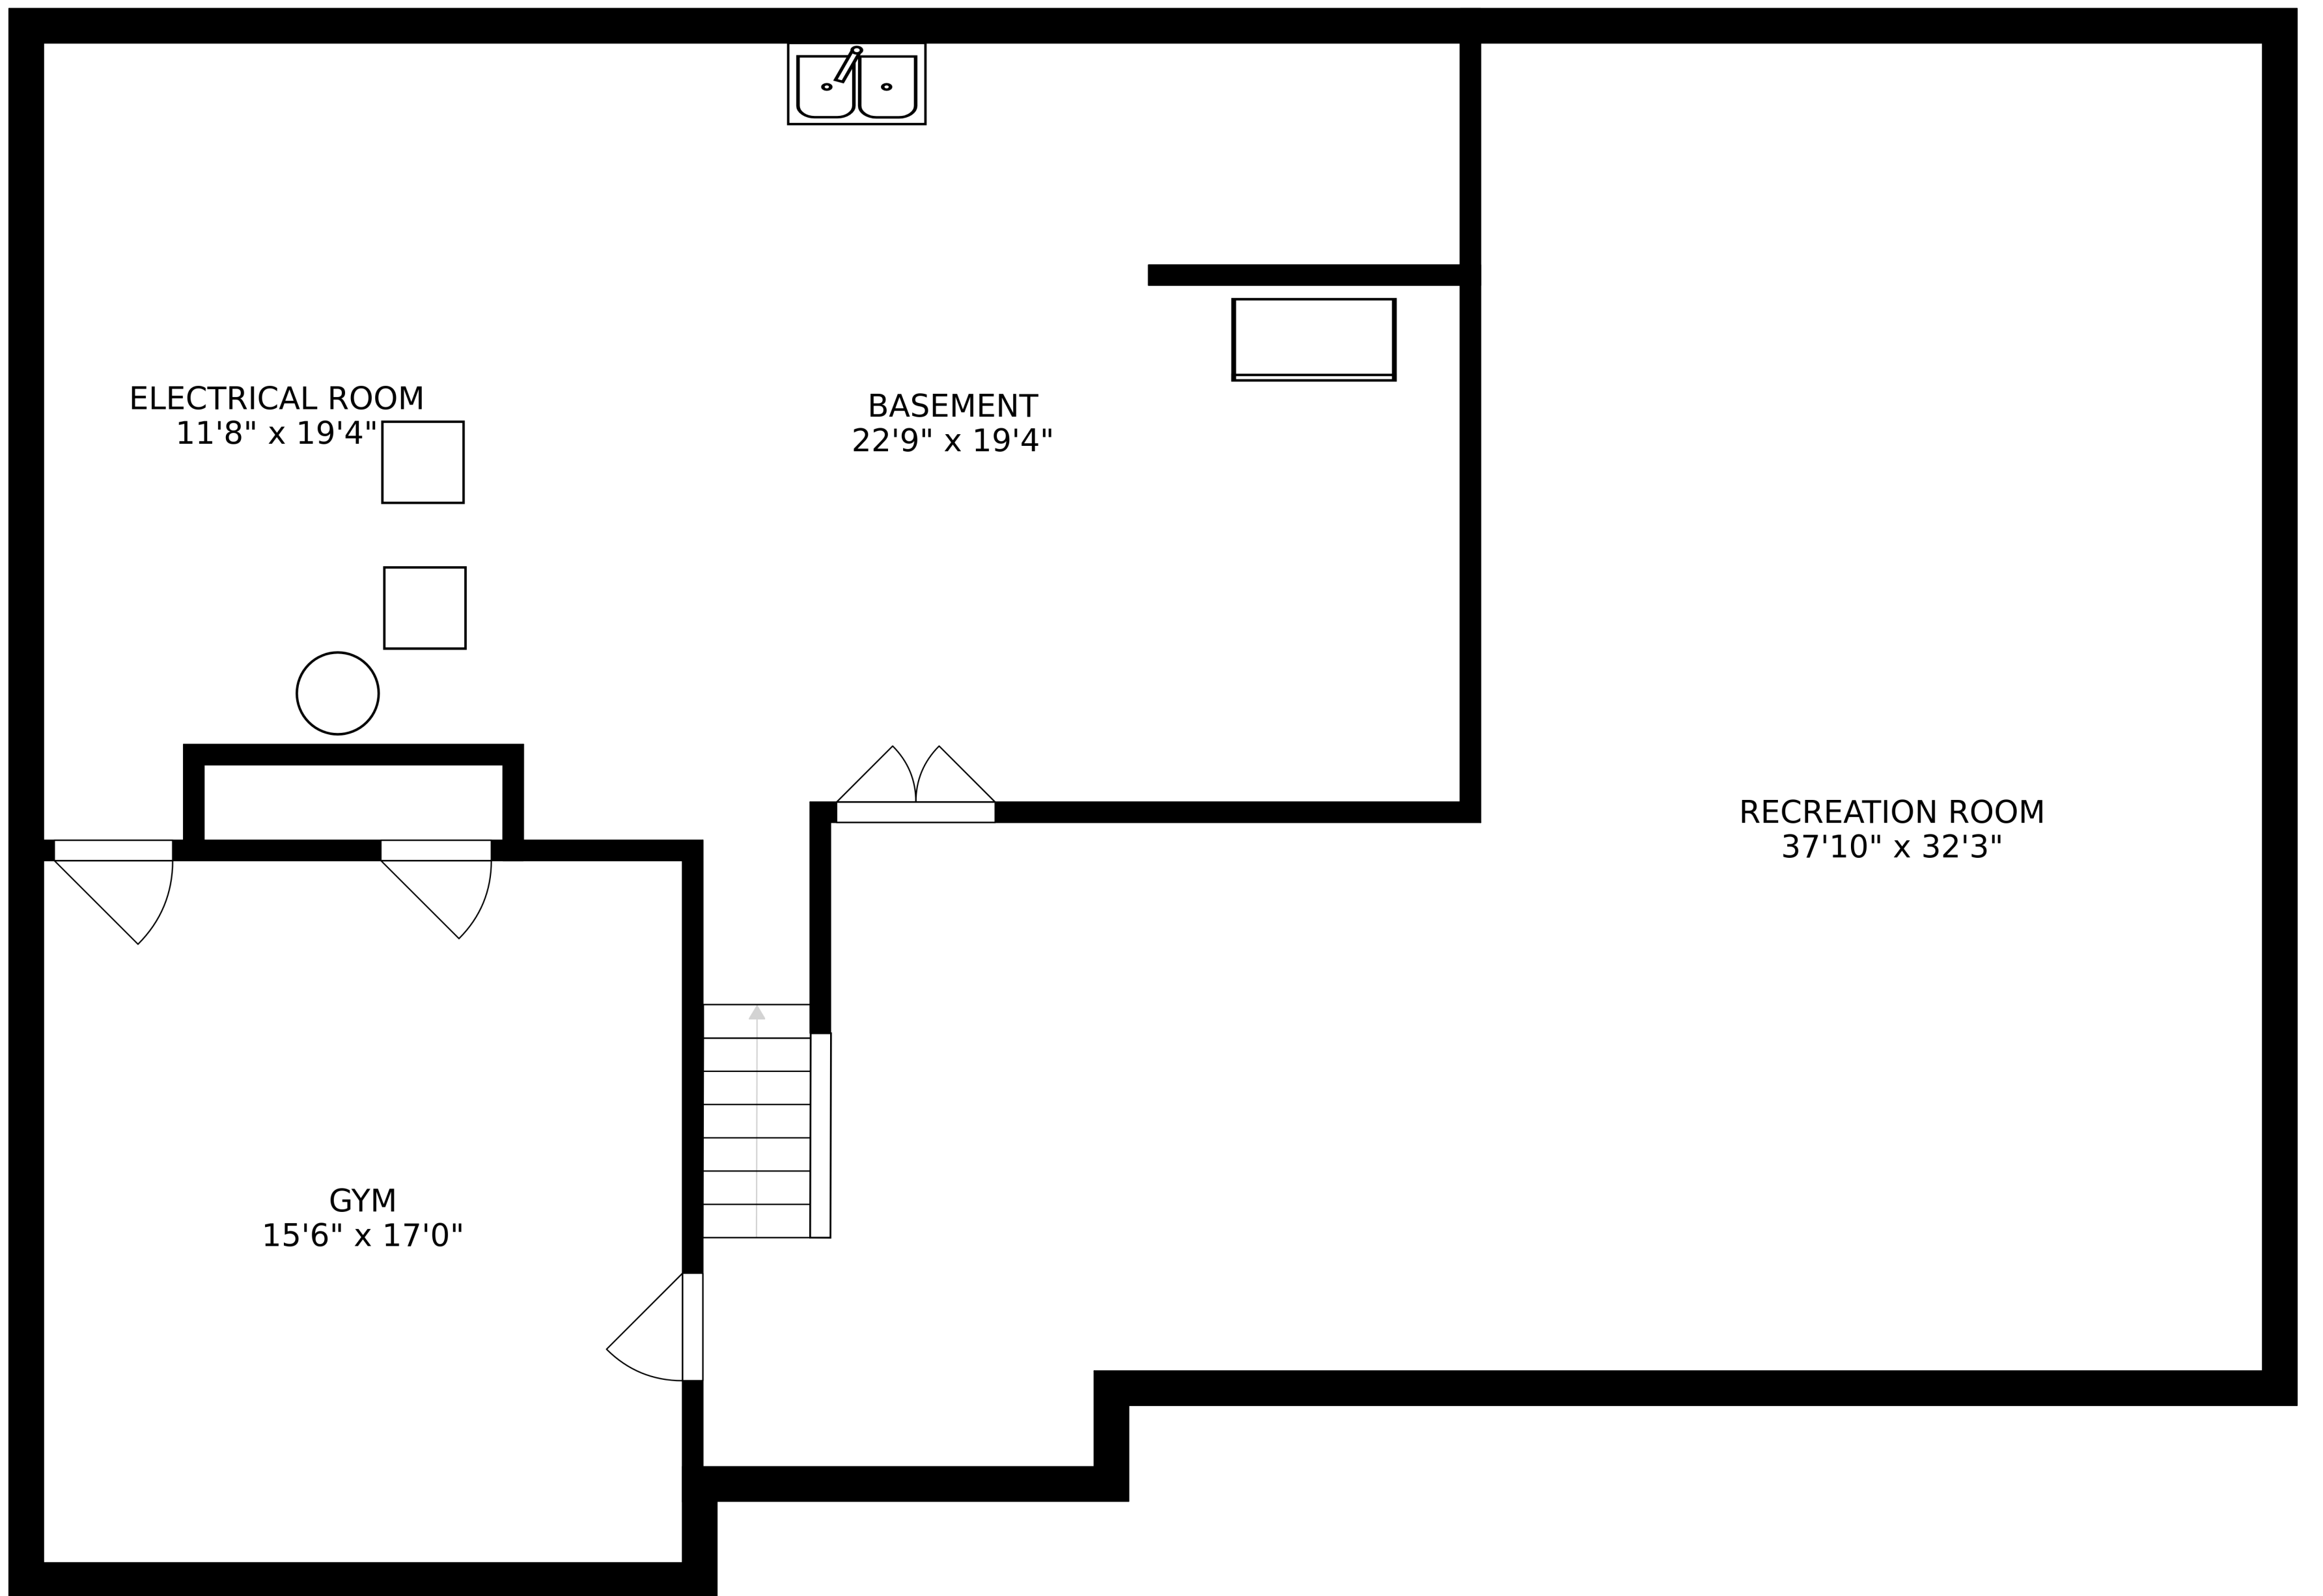 ELECTRICAL ROOM
11'8" x 19'4"
BASEMENT
22'9" x 19'4"
RECREATION ROOM
37'10" x 32'3"
GYM
15'6" x 17'0"